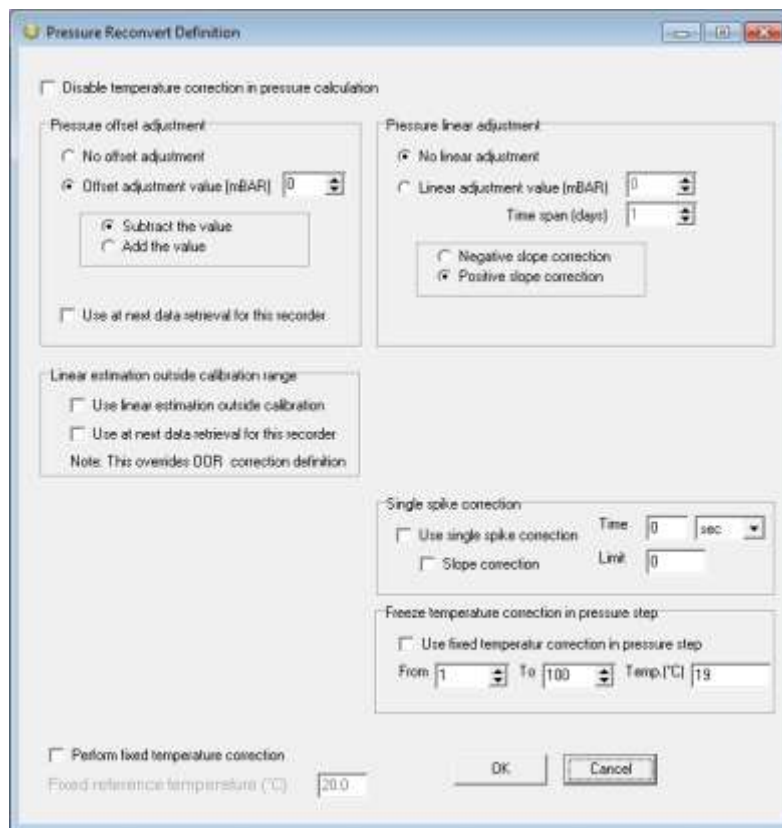 Pressure Reconvert Definition
Disable temperature correction in pressure calculation
Pressure offset adjustment
No offset adjustment
Offset adjustment value (mBAR) 0
Subtract the value
Add the value
Use at next data retrieval for this recorder
Pressure linear adjustment
No linear adjustment
Linear adjustment value (mBAR) 0
Time span (days) 1
Negative slope correction
Positive slope correction
Linear estimation outside calibration range
Use linear estimation outside calibration
Use at next data retrieval for this recorder
Note: This overrides OOR correction definition
Single spike correction
Use single spike correction Time 0 sec
Slope correction Limit 0
Freeze temperature correction in pressure step
Use fixed temperatur correction in pressure step
From 1 To 100 Temp.(°C) 19
Perform fixed temperature correction
Fixed reference temperature (°C) 20.0
OK Cancel